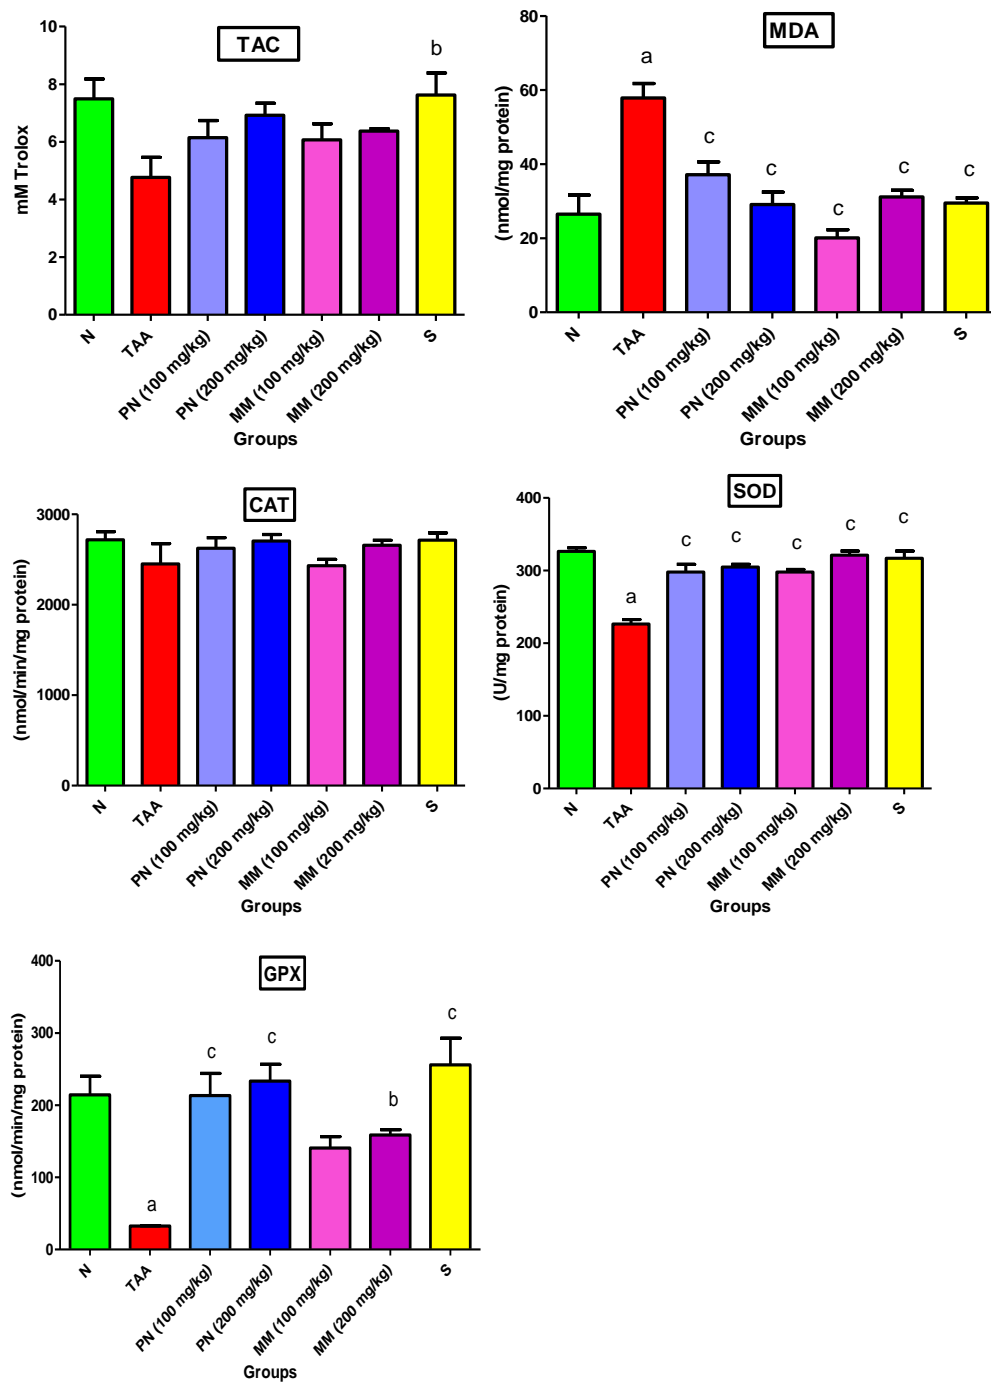 TAC
mM Trolox
10
8
6
4
2
0
b
N
TAA
PN (100 mg/kg)
PN (200 mg/kg)
MM (100 mg/kg)
MM (200 mg/kg)
S
Groups
MDA
(nmol/mg protein)
80
60
40
20
0
a
c
c
c
c
c
N
TAA
PN (100 mg/kg)
PN (200 mg/kg)
MM (100 mg/kg)
MM (200 mg/kg)
S
Groups
CAT
(nmol/min/mg protein)
3000
2000
1000
0
N
TAA
PN (100 mg/kg)
PN (200 mg/kg)
MM (100 mg/kg)
MM (200 mg/kg)
S
Groups
SOD
(U/mg protein)
400
300
200
100
0
a
c
c
c
c
c
N
TAA
PN (100 mg/kg)
PN (200 mg/kg)
MM (100 mg/kg)
MM (200 mg/kg)
S
Groups
GPX
(nmol/min/mg protein)
400
300
200
100
0
a
c
c
b
c
N
TAA
PN (100 mg/kg)
PN (200 mg/kg)
MM (100 mg/kg)
MM (200 mg/kg)
S
Groups